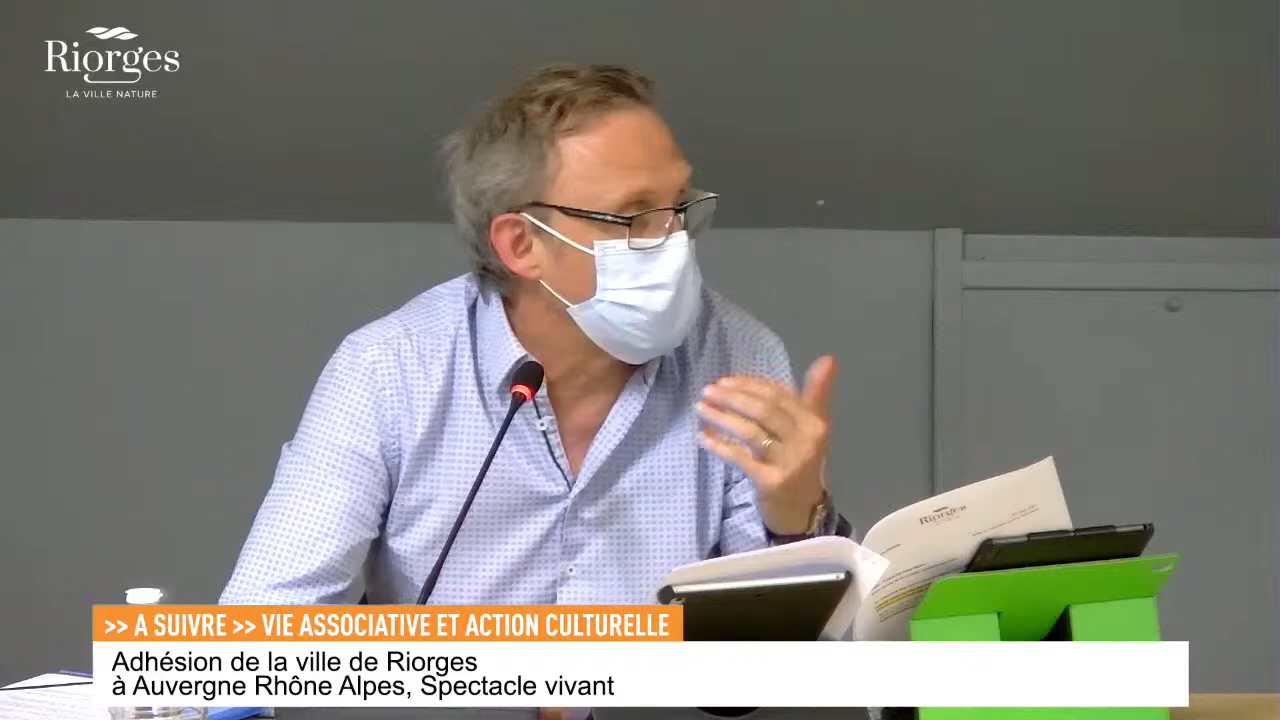 Riorges
LA VILLE NATURE
Riorges
>> A SUIVRE >> VIE ASSOCIATIVE ET ACTION CULTURELLE
Adhésion de la ville de Riorges
à Auvergne Rhône Alpes, Spectacle vivant